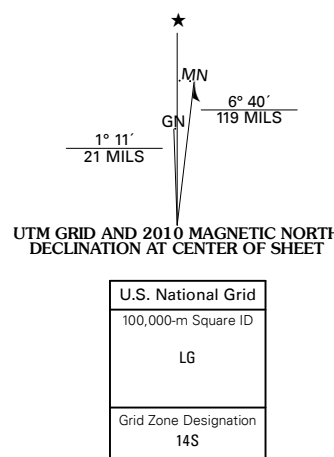 ★
MN
GN
6° 40´
119 MILS
1° 11´
21 MILS
UTM GRID AND 2010 MAGNETIC NORTH
DECLINATION AT CENTER OF SHEET
U.S. National Grid
100,000-m Square ID
LG
Grid Zone Designation
14S